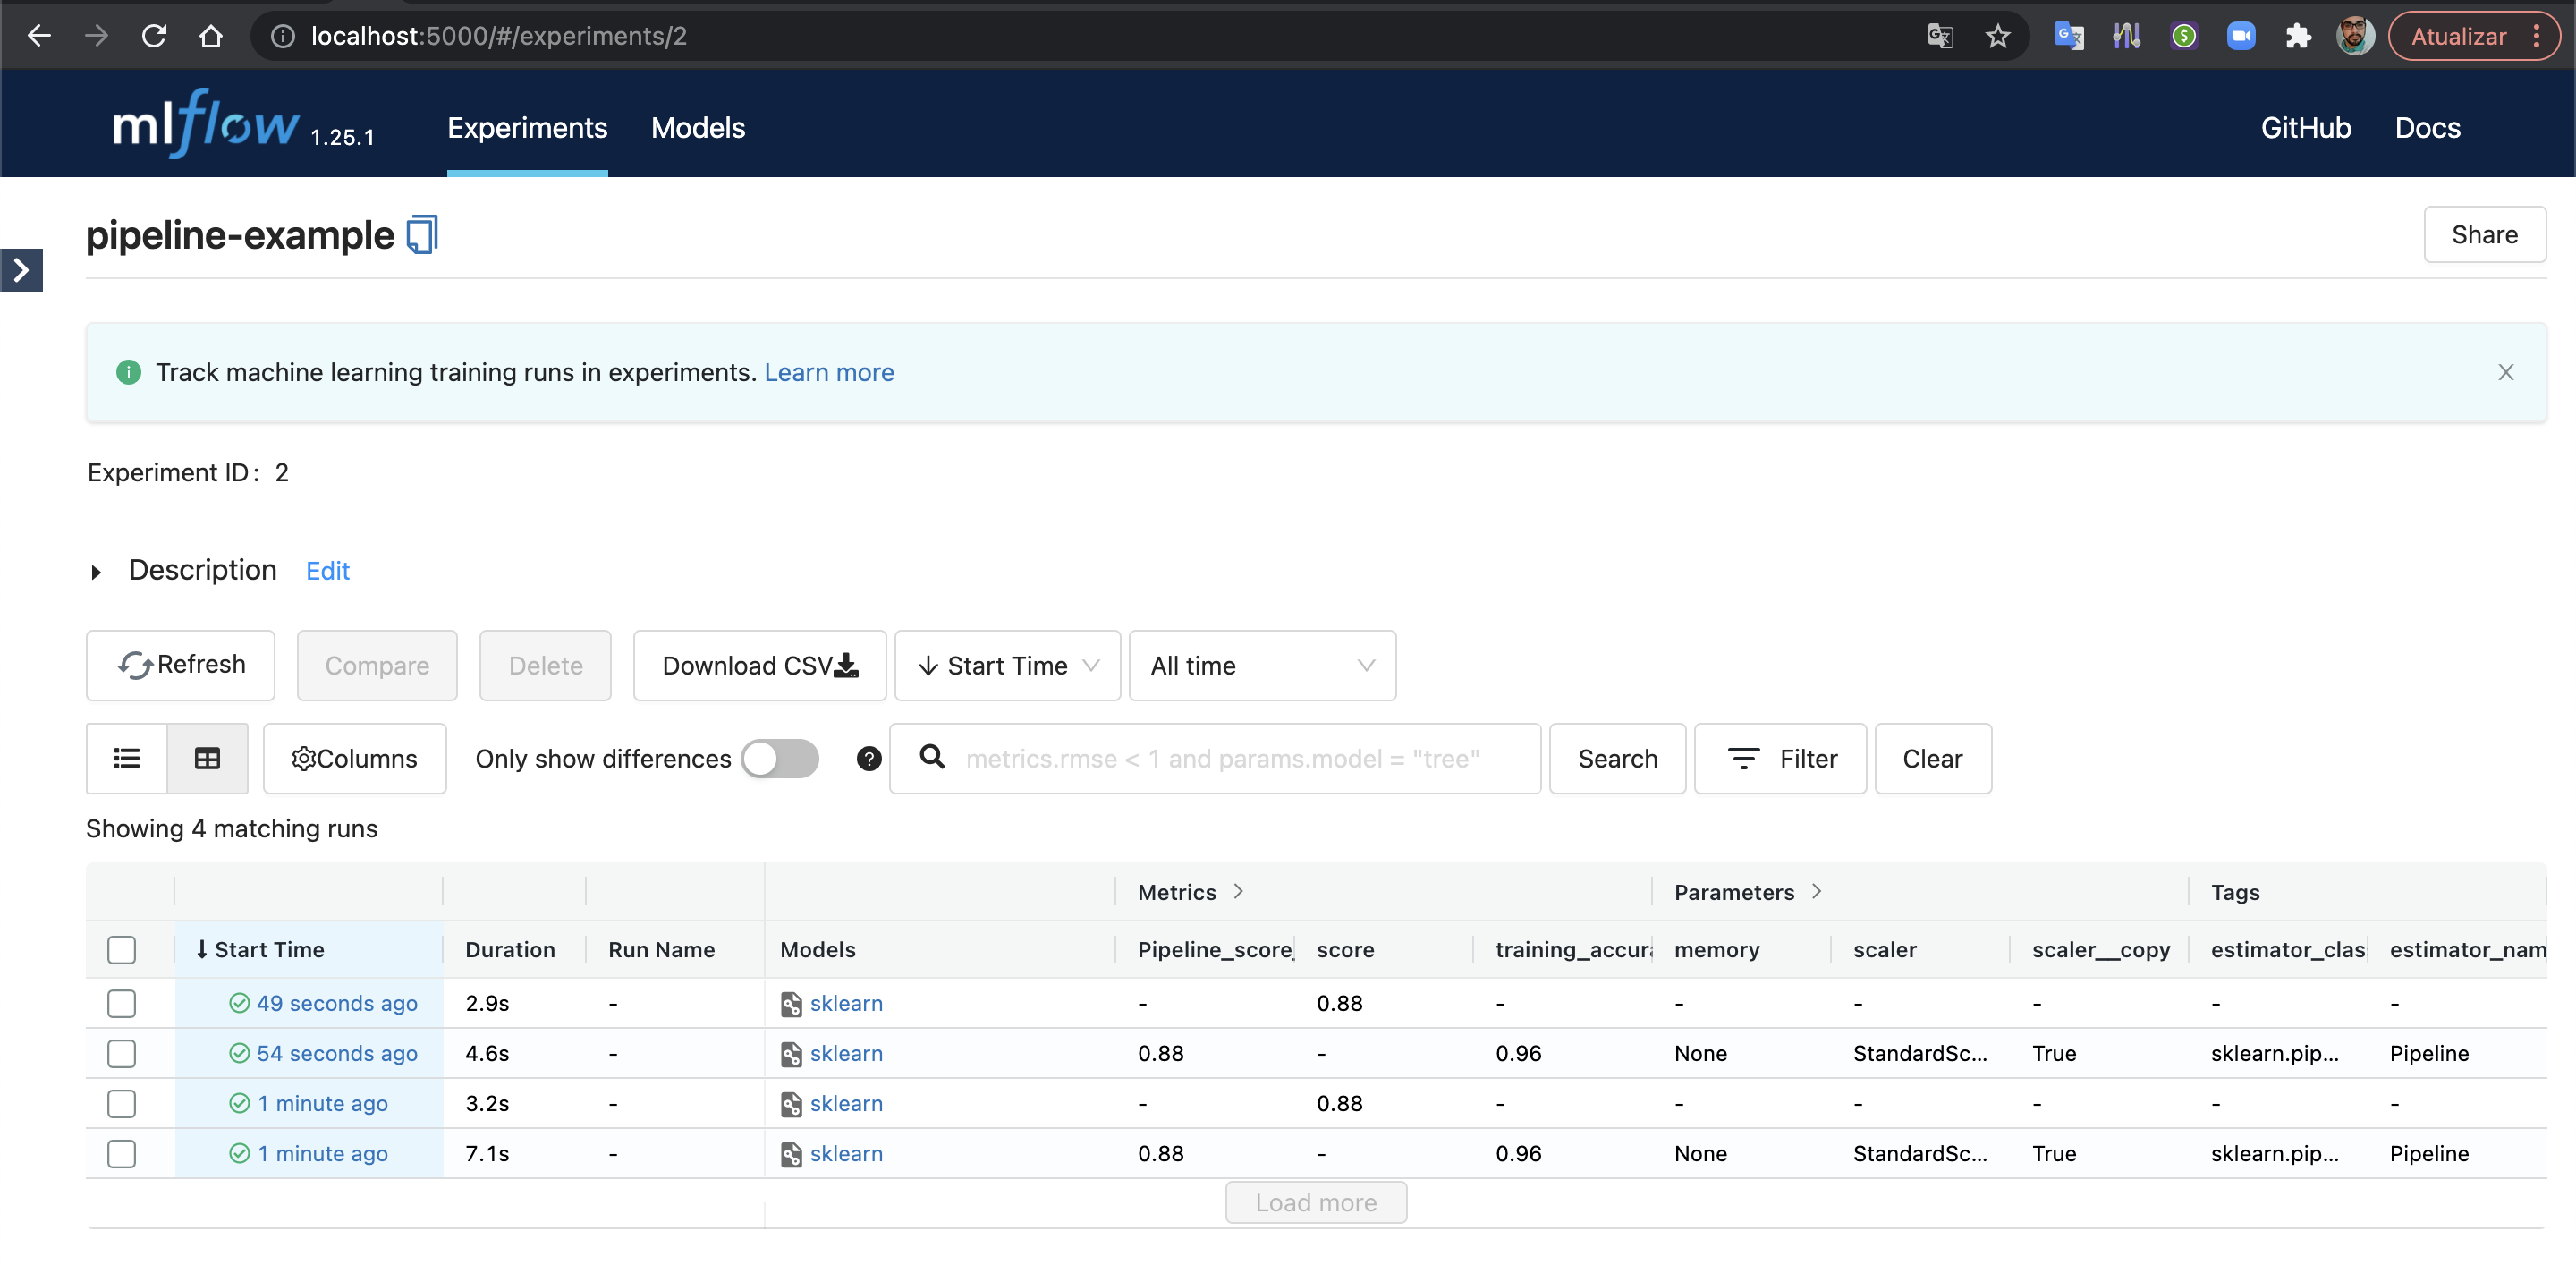 localhost:5000/#/experiments/2
Atualizar
mlflow 1.25.1 Experiments Models GitHub Docs
pipeline-example Share
Track machine learning training runs in experiments. Learn more
Experiment ID: 2
Description Edit
Refresh Compare Delete Download CSV Start Time All time
Columns Only show differences metrics.rmse < 1 and params.model = "tree" Search Filter Clear
Showing 4 matching runs
Metrics Parameters Tags
Start Time Duration Run Name Models Pipeline_score_ score training_accura memory scaler scaler__copy estimator_clas estimator_nam
49 seconds ago 2.9s - sklearn - 0.88 - - - - - -
54 seconds ago 4.6s - sklearn 0.88 - 0.96 None StandardSc... True sklearn.pip... Pipeline
1 minute ago 3.2s - sklearn - 0.88 - - - - - -
1 minute ago 7.1s - sklearn 0.88 - 0.96 None StandardSc... True sklearn.pip... Pipeline
Load more